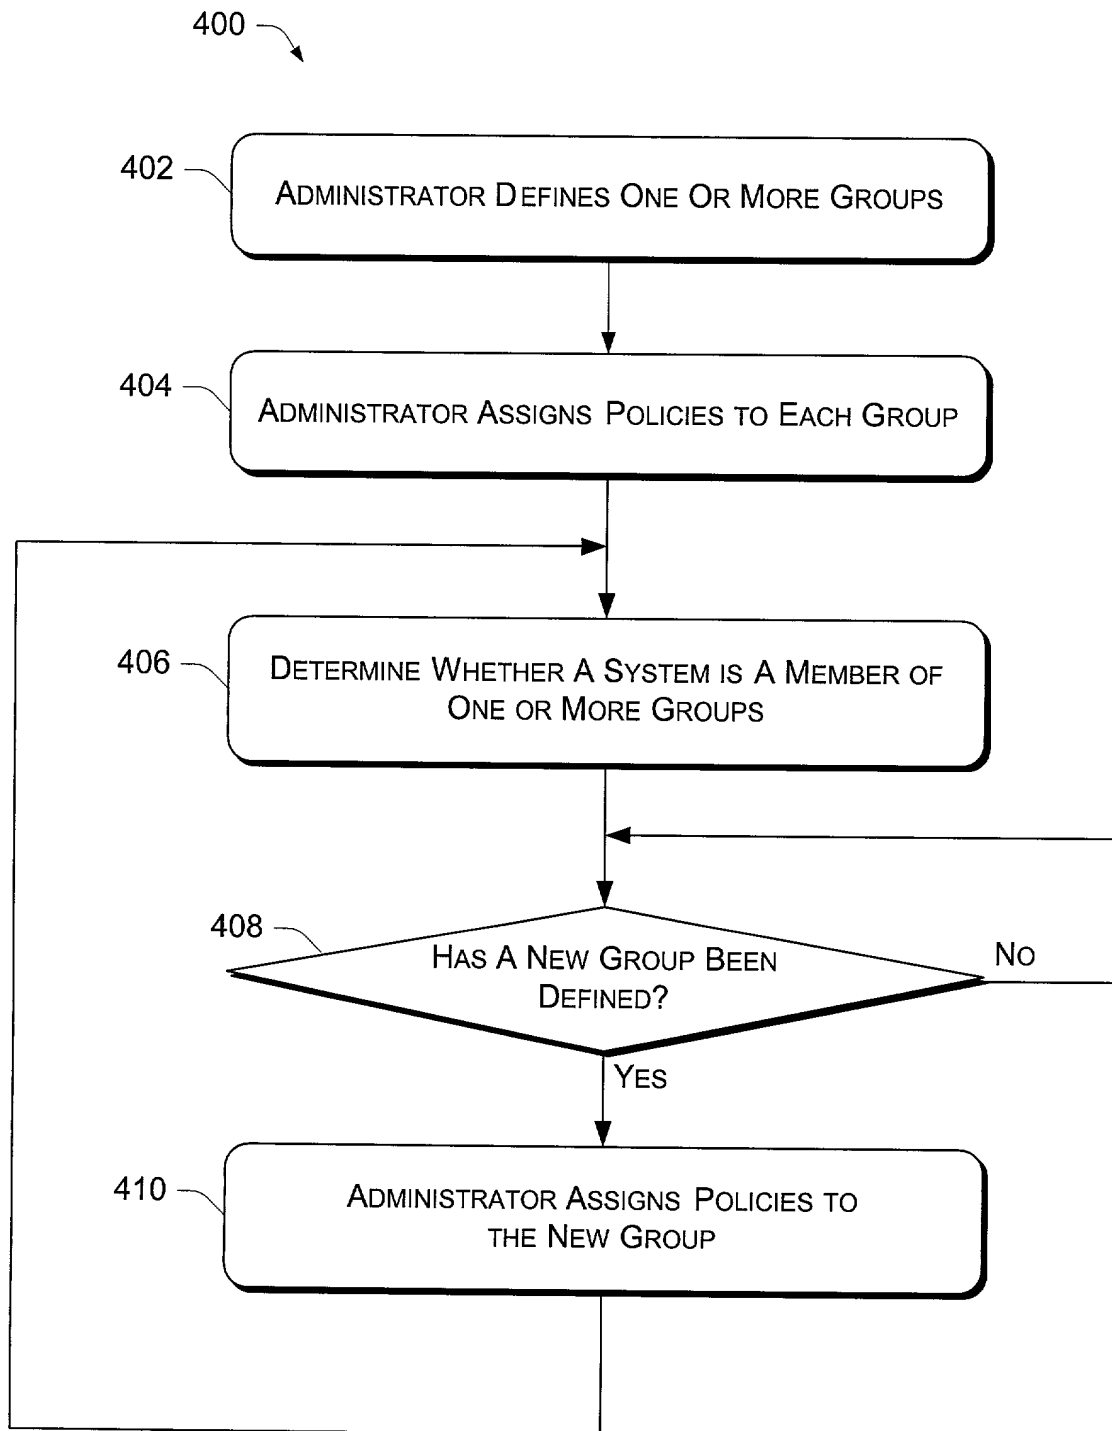 400
402
ADMINISTRATOR DEFINES ONE OR MORE GROUPS
404
ADMINISTRATOR ASSIGNS POLICIES TO EACH GROUP
406
DETERMINE WHETHER A SYSTEM IS A MEMBER OF
ONE OR MORE GROUPS
408
HAS A NEW GROUP BEEN
DEFINED?
NO
YES
410
ADMINISTRATOR ASSIGNS POLICIES TO
THE NEW GROUP